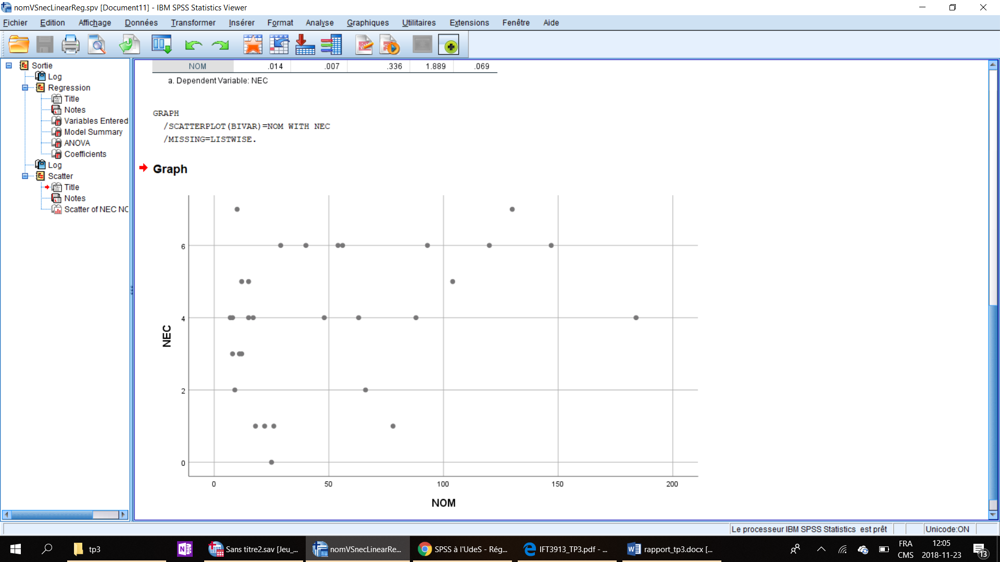 nomVSnecLinearReg.spv [Document11] - IBM SPSS Statistics Viewer
Fichier Edition Affichage Données Transformer Insérer Format Analyse Graphiques Utilitaires Extensions Fenêtre Aide
Sortie
Log
Regression
Title
Notes
Variables Entered
Model Summary
ANOVA
Coefficients
Log
Scatter
Title
Notes
Scatter of NEC NO
NOM .014 .007 .336 1.889 .069
a. Dependent Variable: NEC
GRAPH
/SCATTERPLOT(BIVAR)=NOM WITH NEC
/MISSING=LISTWISE.
Graph
6
4
2
0
NEC
0 50 100 150 200
NOM
Le processeur IBM SPSS Statistics est prêt Unicode:ON
tp3
N
Sans titre2.sav [Jeu_...
nomVSnecLinearRe...
SPSS à l'UdeS - Rég...
IFT3913_TP3.pdf - ...
rapport_tp3.docx [...
FRA
CMS
12:05
2018-11-23
13